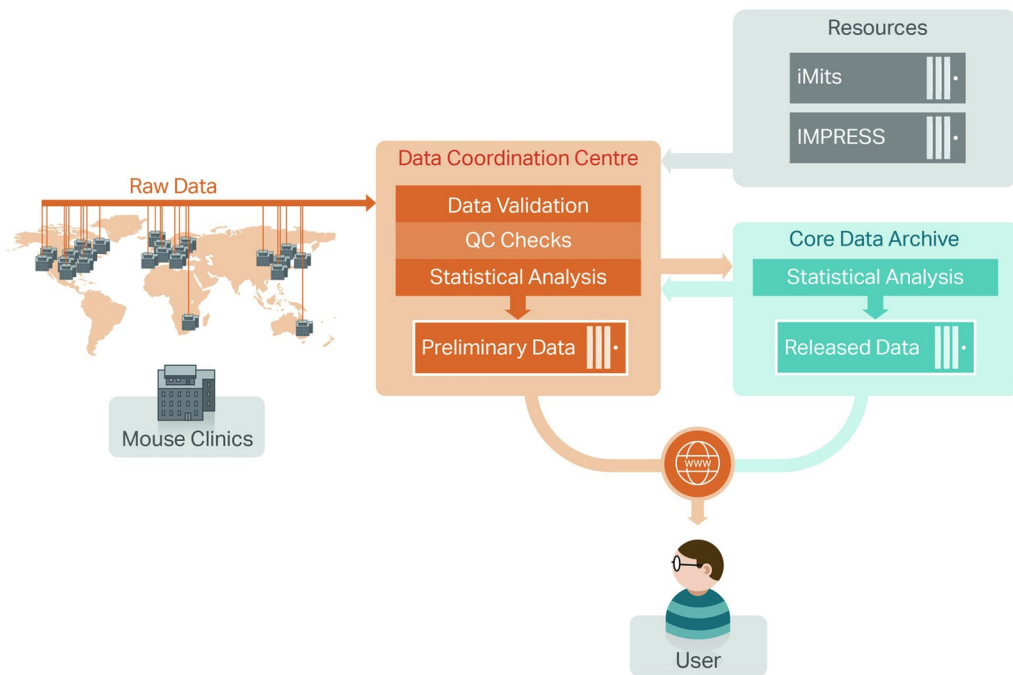 Resources
iMits
IMPRESS
Data Coordination Centre
Raw Data
Data Validation
QC Checks
Statistical Analysis
Preliminary Data
Core Data Archive
Statistical Analysis
Released Data
Mouse Clinics
www
User